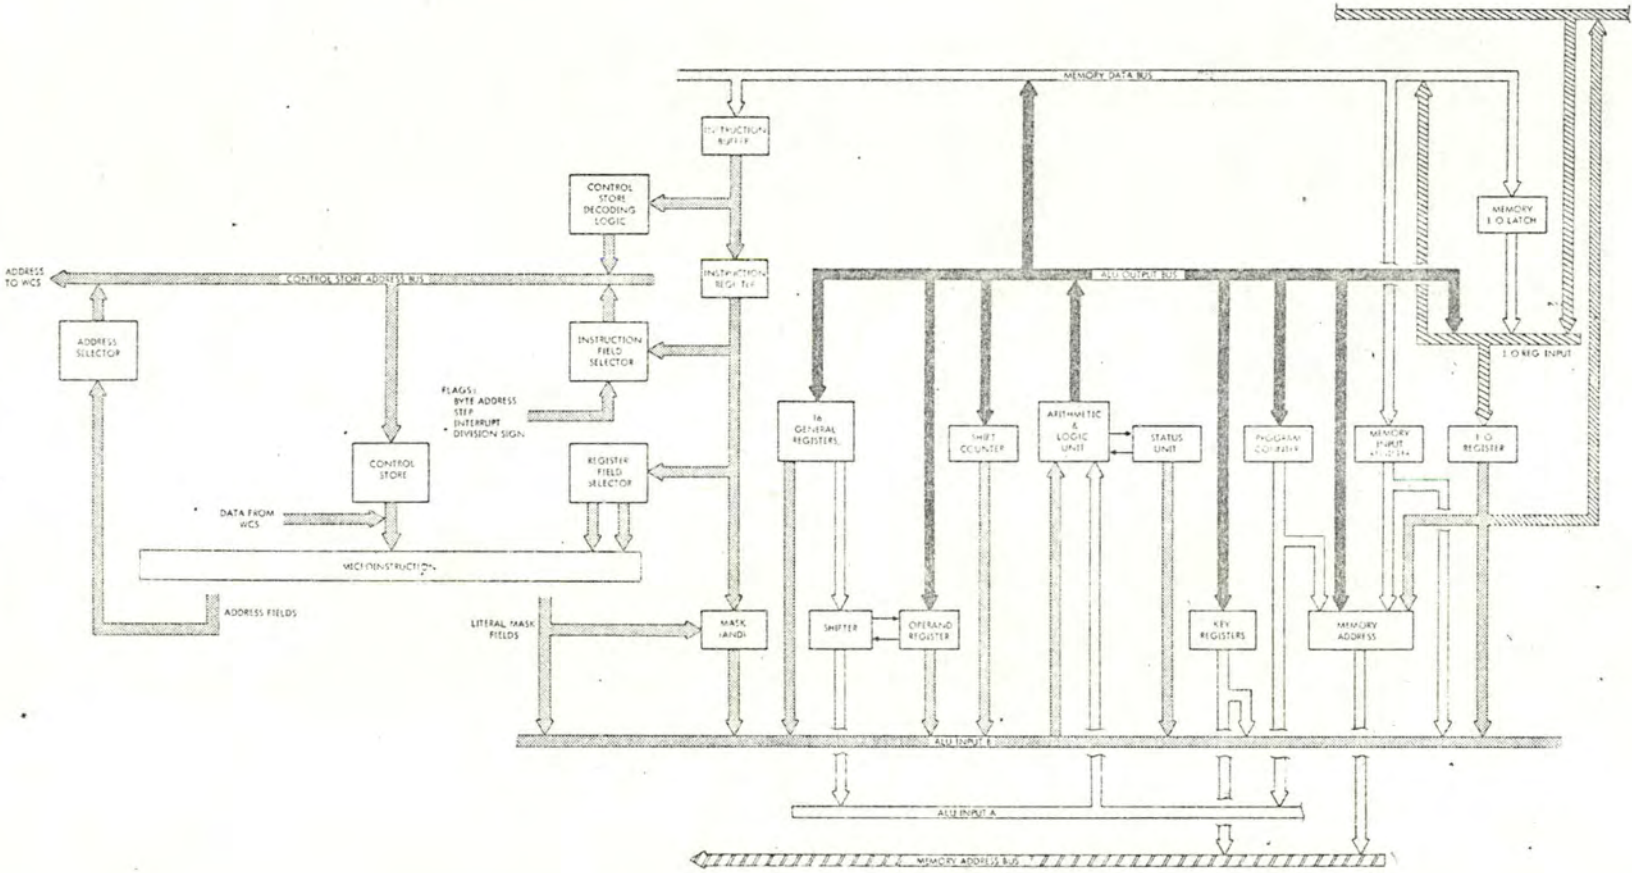 MEMORY DATA BUS
INSTRUCTION
BUFFER
CONTROL
STORE
DECODING
LOGIC
MEMORY
I/O LATCH
ADDRESS
TO WCS
CONTROL STORE ADDRESS BUS
INSTRUCTION
REGISTER
ALU OUTPUT BUS
ADDRESS
SELECTOR
INSTRUCTION
FIELD
SELECTOR
I/O REG INPUT
FLAGS:
BYTE ADDRESS
STEP
INTERRUPT
DIVISION SIGN
16
GENERAL
REGISTERS
SHIFT
COUNTER
ARITHMETIC
&
LOGIC
UNIT
STATUS
UNIT
PROGRAM
COUNTER
MEMORY
INPUT
I/O
REGISTER
CONTROL
STORE
REGISTER
FIELD
SELECTOR
DATA FROM
WCS
MICROINSTRUCTION
ADDRESS FIELDS
LITERAL MASK
FIELDS
MASK
(AND)
SHIFTER
OPERAND
REGISTER
KEY
REGISTERS
MEMORY
ADDRESS
ALU INPUT B
ALU INPUT A
MEMORY ADDRESS BUS